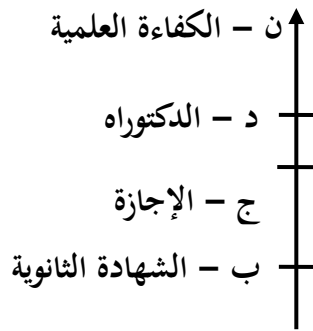 ن – الكفاءة العلمية
د – الدكتوراه
ج – الإجازة
ب – الشهادة الثانوية